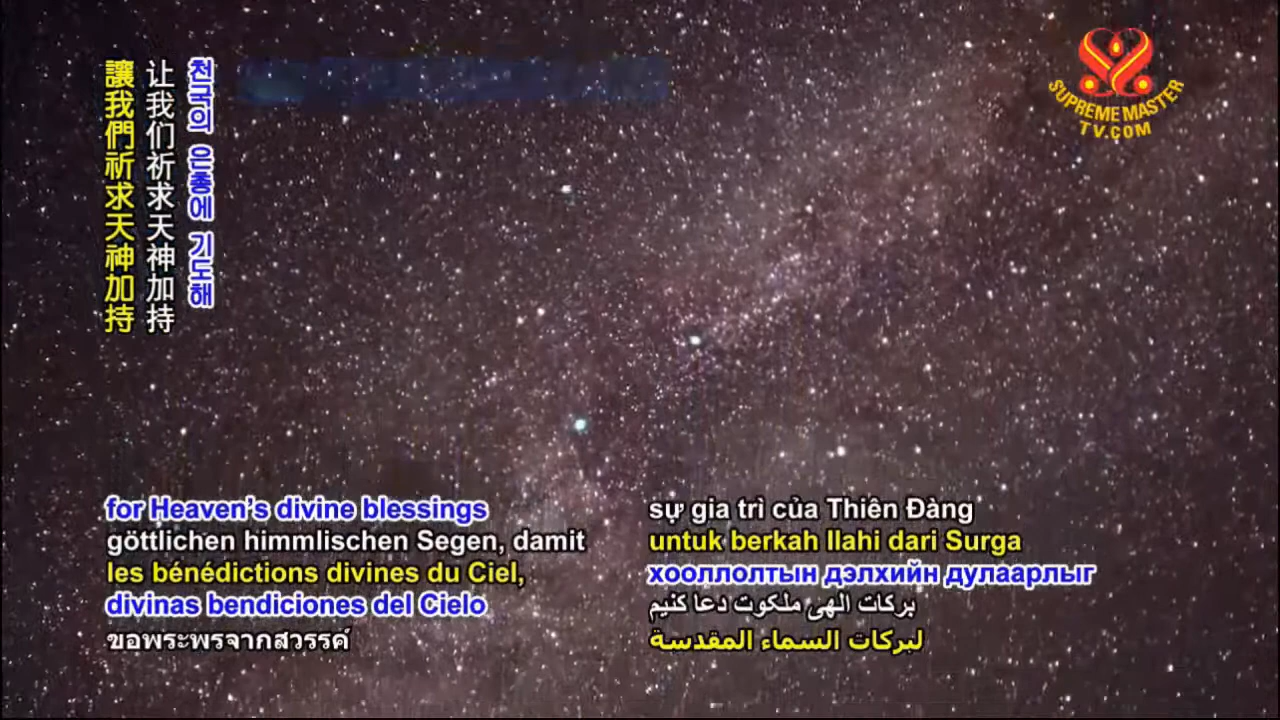 讓我們祈求天神加持
让我们祈求天神加持
천국의 은총에 기도해
SUPREME MASTER
TV.COM
for Heaven's divine blessings
göttlichen himmlischen Segen, damit
les bénédictions divines du Ciel,
divinas bendiciones del Cielo
ขอพระพรจากสวรรค์
sự gia trì của Thiên Đàng
untuk berkah Ilahi dari Surga
хооллолтын дэлхийн дулаарлыг
برکات الهی ملکوت دعا کنیم
لبركات السماء المقدسة